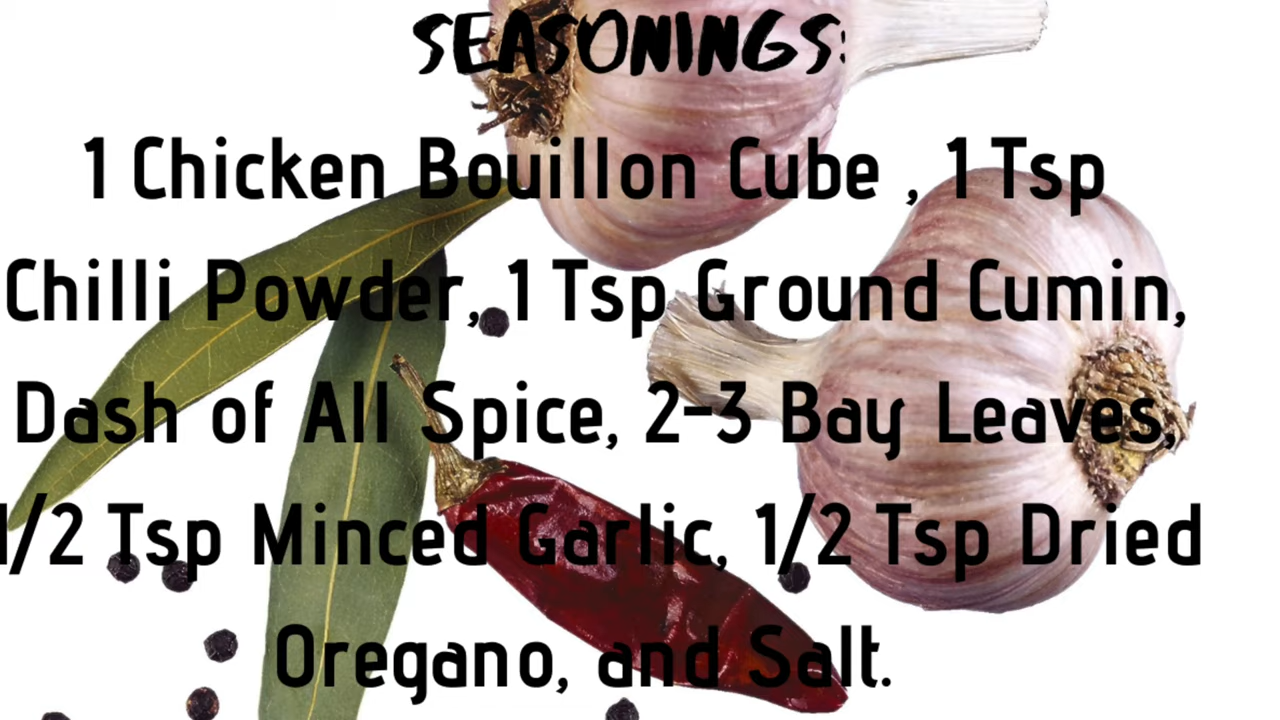 SEASONINGS:
1 Chicken Bouillon Cube , 1 Tsp
Chilli Powder, 1 Tsp Ground Cumin,
Dash of All Spice, 2-3 Bay Leaves,
1/2 Tsp Minced Garlic, 1/2 Tsp Dried
Oregano, and Salt.